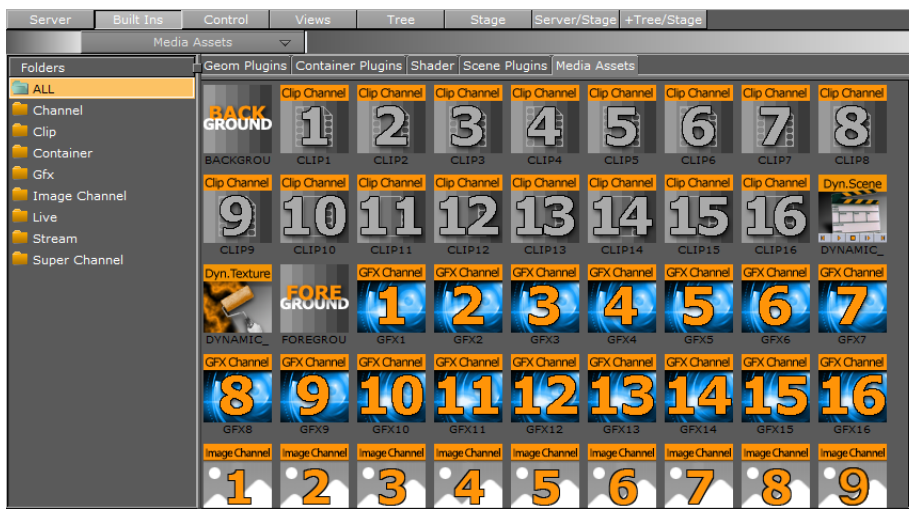 Server Built Ins Control Views Tree Stage Server/Stage +Tree/Stage
Media Assets
Folders
Geom Plugins Container Plugins Shader Scene Plugins Media Assets
ALL
Channel
Clip
Container
Gfx
Image Channel
Live
Stream
Super Channel
Clip Channel Clip Channel Clip Channel Clip Channel Clip Channel Clip Channel Clip Channel Clip Channel
BACK
GROUND 1 2 3 4 5 6 7 8
BACKGROU CLIP1 CLIP2 CLIP3 CLIP4 CLIP5 CLIP6 CLIP7 CLIP8
Clip Channel Clip Channel Clip Channel Clip Channel Clip Channel Clip Channel Clip Channel Clip Channel Dyn.Scene
9 10 11 12 13 14 15 16
CLIP9 CLIP10 CLIP11 CLIP12 CLIP13 CLIP14 CLIP15 CLIP16 DYNAMIC_
Dyn.Texture GFX Channel GFX Channel GFX Channel GFX Channel GFX Channel GFX Channel GFX Channel
FORE
GROUND 1 2 3 4 5 6 7
DYNAMIC_ FOREGROU GFX1 GFX2 GFX3 GFX4 GFX5 GFX6 GFX7
GFX Channel GFX Channel GFX Channel GFX Channel GFX Channel GFX Channel GFX Channel GFX Channel GFX Channel
8 9 10 11 12 13 14 15 16
GFX8 GFX9 GFX10 GFX11 GFX12 GFX13 GFX14 GFX15 GFX16
Image Channel Image Channel Image Channel Image Channel Image Channel Image Channel Image Channel Image Channel Image Channel
1 2 3 4 5 6 7 8 9